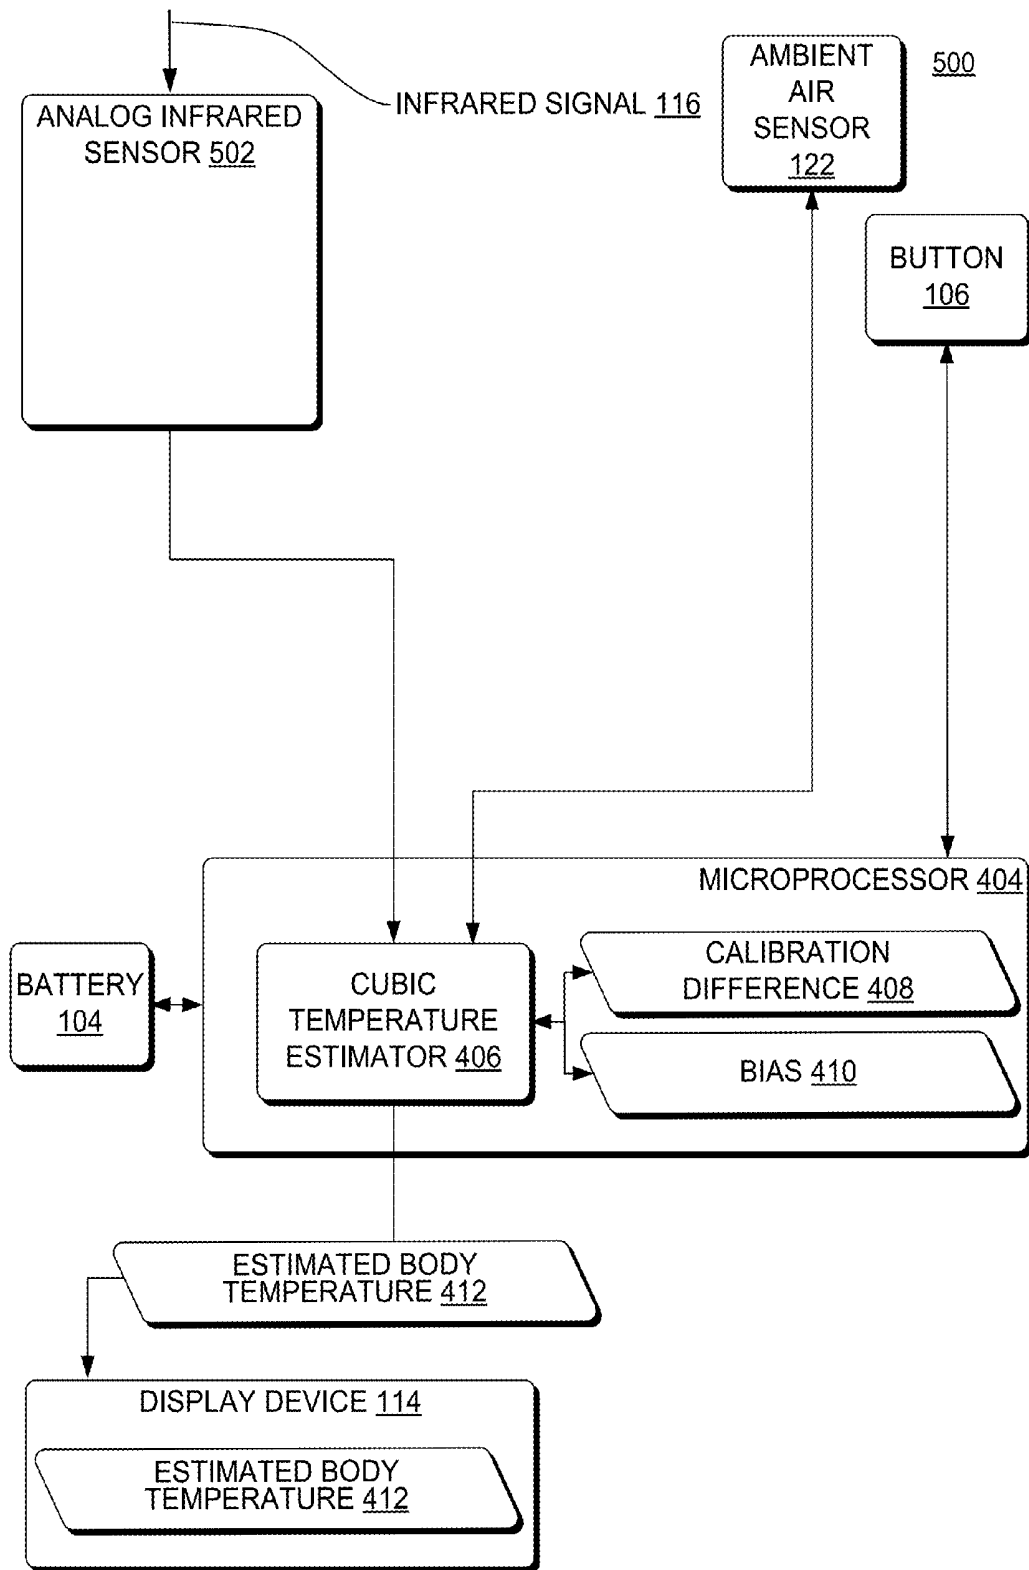 ANALOG INFRARED
SENSOR 502
INFRARED SIGNAL 116
AMBIENT
AIR
SENSOR
122
500
BUTTON
106
MICROPROCESSOR 404
BATTERY
104
CUBIC
TEMPERATURE
ESTIMATOR 406
CALIBRATION
DIFFERENCE 408
BIAS 410
ESTIMATED BODY
TEMPERATURE 412
DISPLAY DEVICE 114
ESTIMATED BODY
TEMPERATURE 412